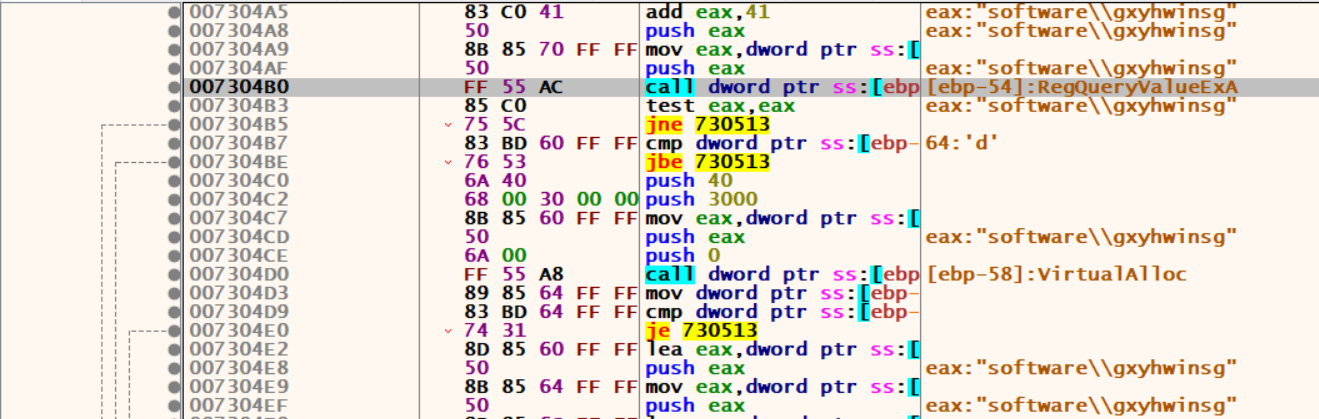 007304A5 83 C0 41 add eax,41 eax:"software\\gxyhwinsg"
007304A8 50 push eax eax:"software\\gxyhwinsg"
007304A9 8B 85 70 FF FF mov eax,dword ptr ss:[
007304AF 50 push eax eax:"software\\gxyhwinsg"
007304B0 FF 55 AC call dword ptr ss:[ebp [ebp-54]:RegQueryValueExA
007304B3 85 C0 test eax,eax eax:"software\\gxyhwinsg"
007304B5 75 5C jne 730513
007304B7 83 BD 60 FF FF cmp dword ptr ss:[ebp- 64:'d'
007304BE 76 53 jbe 730513
007304C0 6A 40 push 40
007304C2 68 00 30 00 00 push 3000
007304C7 8B 85 60 FF FF mov eax,dword ptr ss:[
007304CD 50 push eax eax:"software\\gxyhwinsg"
007304CE 6A 00 push 0
007304D0 FF 55 A8 call dword ptr ss:[ebp [ebp-58]:VirtualAlloc
007304D3 89 85 64 FF FF mov dword ptr ss:[ebp-
007304D9 83 BD 64 FF FF cmp dword ptr ss:[ebp-
007304E0 74 31 je 730513
007304E2 8D 85 60 FF FF lea eax,dword ptr ss:[
007304E8 50 push eax eax:"software\\gxyhwinsg"
007304E9 8B 85 64 FF FF mov eax,dword ptr ss:[
007304EF 50 push eax eax:"software\\gxyhwinsg"